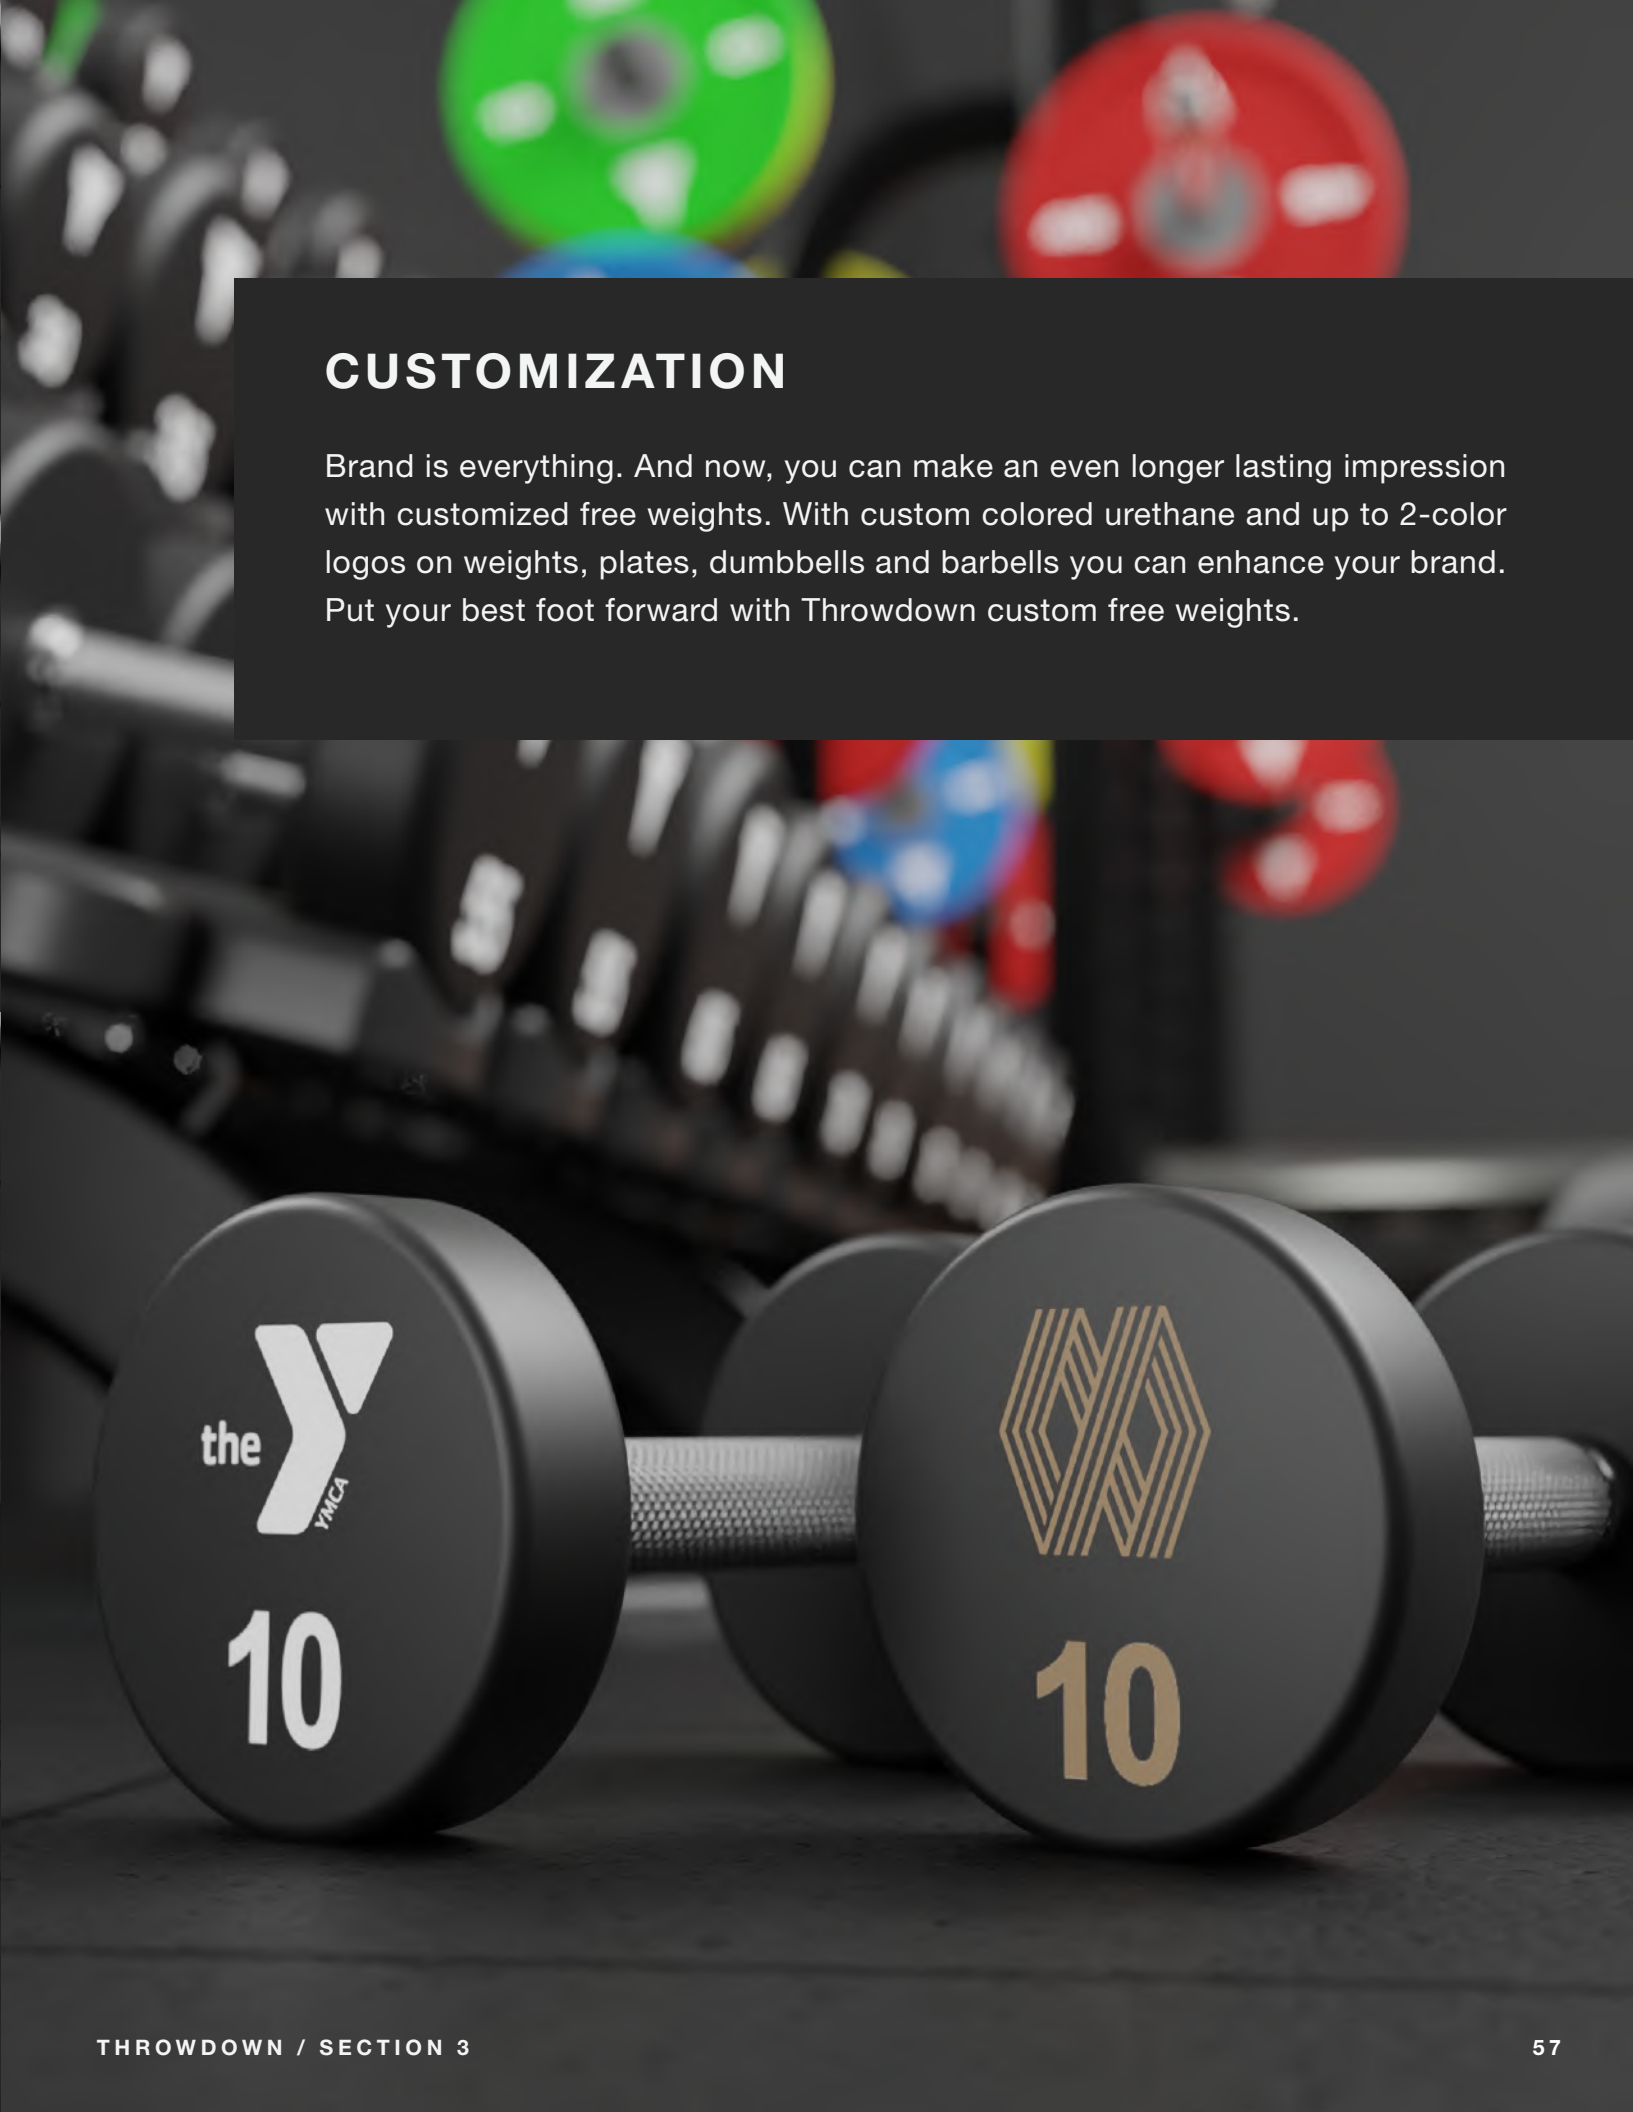 CUSTOMIZATION
Brand is everything. And now, you can make an even longer lasting impression
with customized free weights. With custom colored urethane and up to 2-color
logos on weights, plates, dumbbells and barbells you can enhance your brand.
Put your best foot forward with Throwdown custom free weights.
the
YMCA
10
10
THROWDOWN / SECTION 3
57